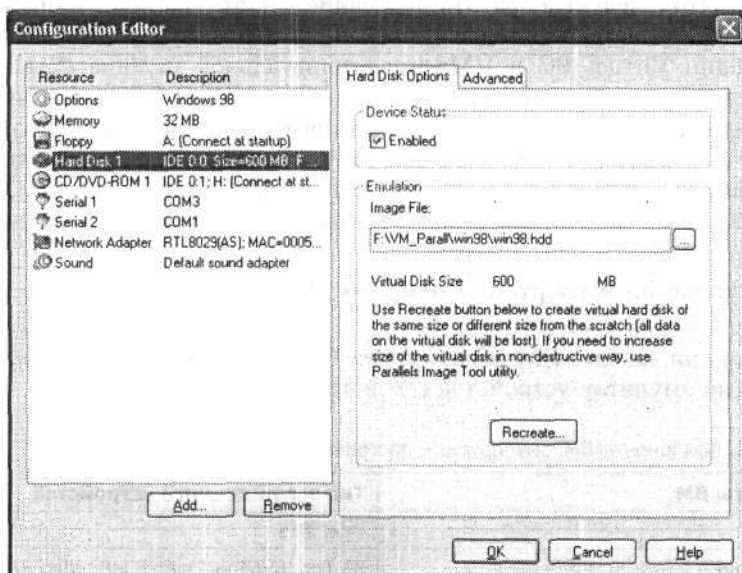 Configuration Editor
Resource Description
Options Windows 98
Memory 32 MB
Floppy A: (Connect at startup)
Hard Disk 1 IDE 0:0 Size=600 MB; F...
CD/DVD-ROM 1 IDE 0:1; H: (Connect at st...
Serial 1 COM3
Serial 2 COM1
Network Adapter RTL8029(AS); MAC=0005...
Sound Default sound adapter
Add... Remove
Hard Disk Options Advanced
Device Status
Enabled
Emulation
Image File:
F:\VM_Parall\win98\win98.hdd ...
Virtual Disk Size 600 MB
Use Recreate button below to create virtual hard disk of
the same size or different size from the scratch (all data
on the virtual disk will be lost). If you need to increase
size of the virtual disk in non-destructive way, use
Parallels Image Tool utility.
Recreate...
OK Cancel Help